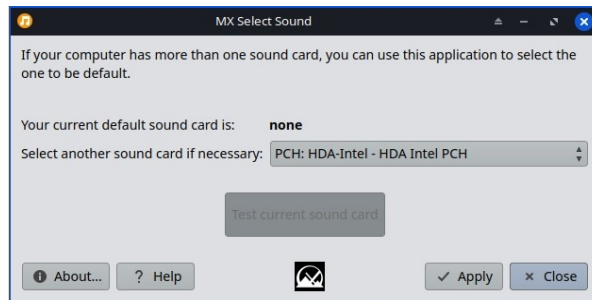 MX Select Sound
If your computer has more than one sound card, you can use this application to select the
one to be default.
Your current default sound card is: none
Select another sound card if necessary: PCH: HDA-Intel - HDA Intel PCH
Test current sound card
About... ? Help Apply Close